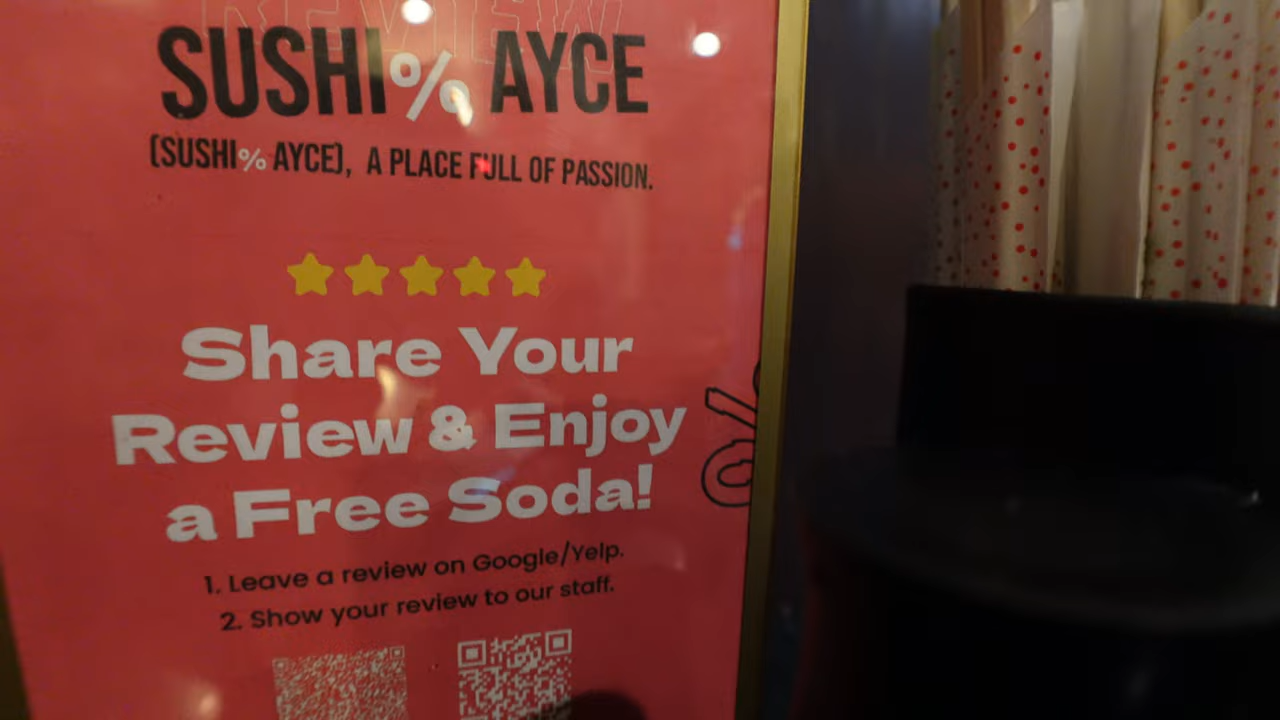 REVIEW
SUSHI% AYCE
(SUSHI% AYCE), A PLACE FULL OF PASSION.
Share Your
Review & Enjoy
a Free Soda!
%
1. Leave a review on Google/Yelp.
2. Show your review to our staff.